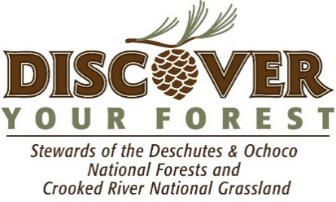 DISCOVER
YOUR FOREST
Stewards of the Deschutes & Ochoco
National Forests and
Crooked River National Grassland